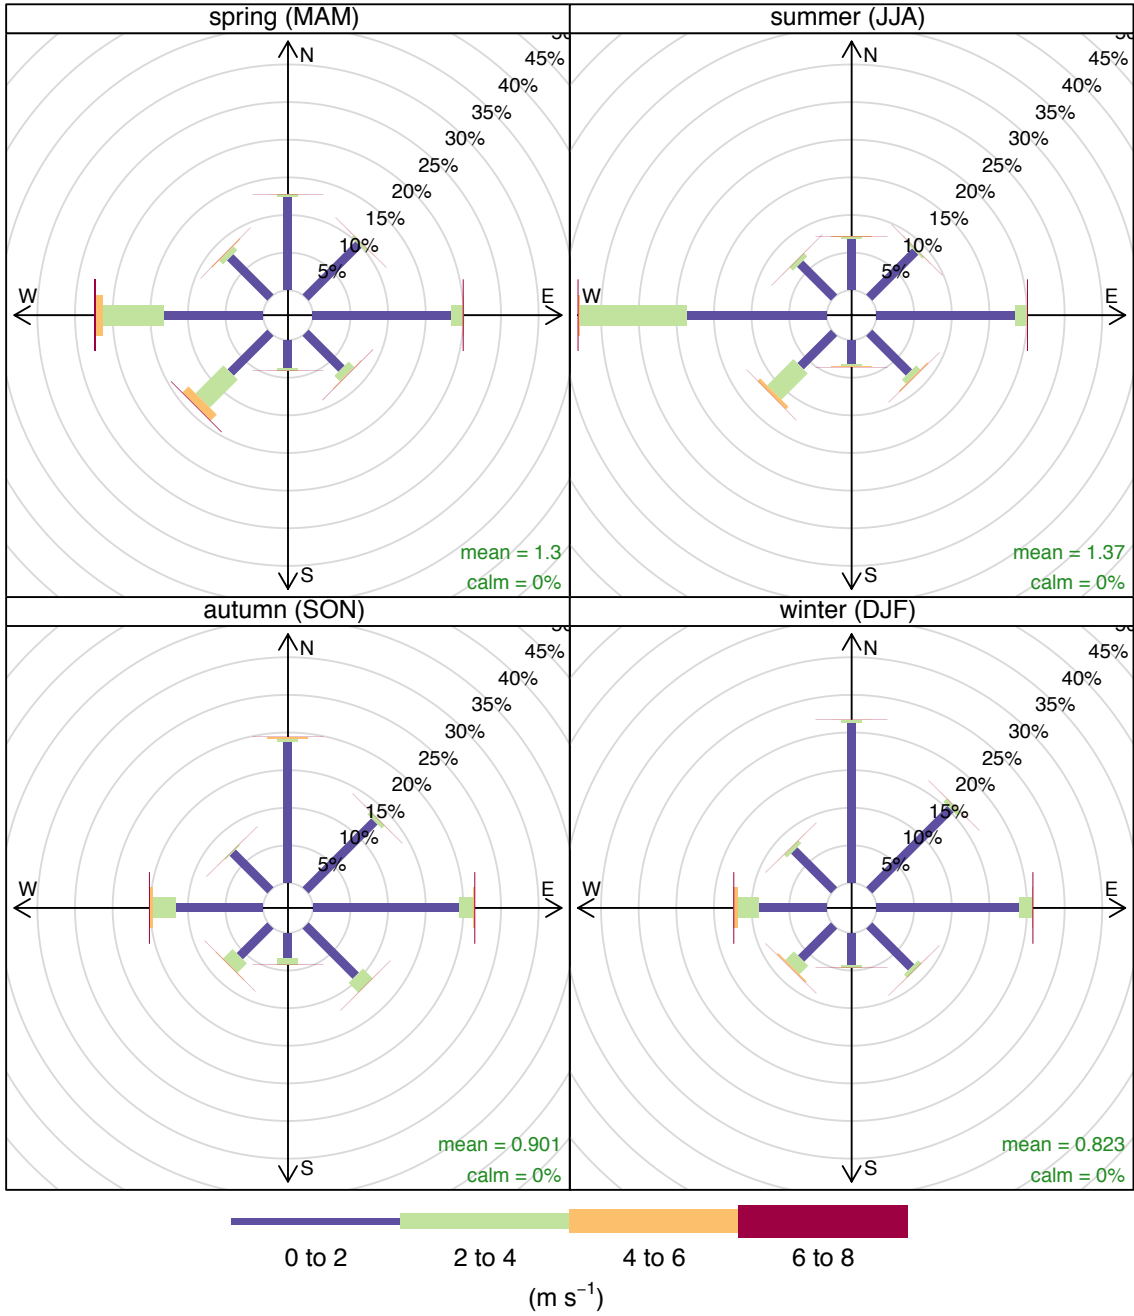 spring (MAM)
summer (JJA)
N
5%
10%
15%
20%
25%
30%
35%
40%
45%
W
E
S
mean = 1.3
calm = 0%
N
5%
10%
15%
20%
25%
30%
35%
40%
45%
W
E
S
mean = 1.37
calm = 0%
autumn (SON)
winter (DJF)
N
5%
10%
15%
20%
25%
30%
35%
40%
45%
W
E
S
mean = 0.901
calm = 0%
N
5%
10%
15%
20%
25%
30%
35%
40%
45%
W
E
S
mean = 0.823
calm = 0%
0 to 2
2 to 4
4 to 6
6 to 8
(m s⁻¹)